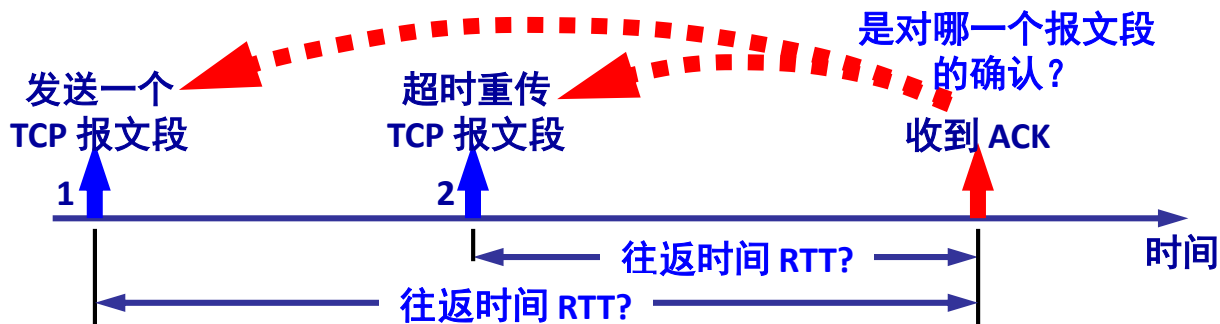 是对哪一个报文段
的确认？
发送一个
TCP 报文段
超时重传
TCP 报文段
收到 ACK
1
2
时间
往返时间 RTT?
往返时间 RTT?